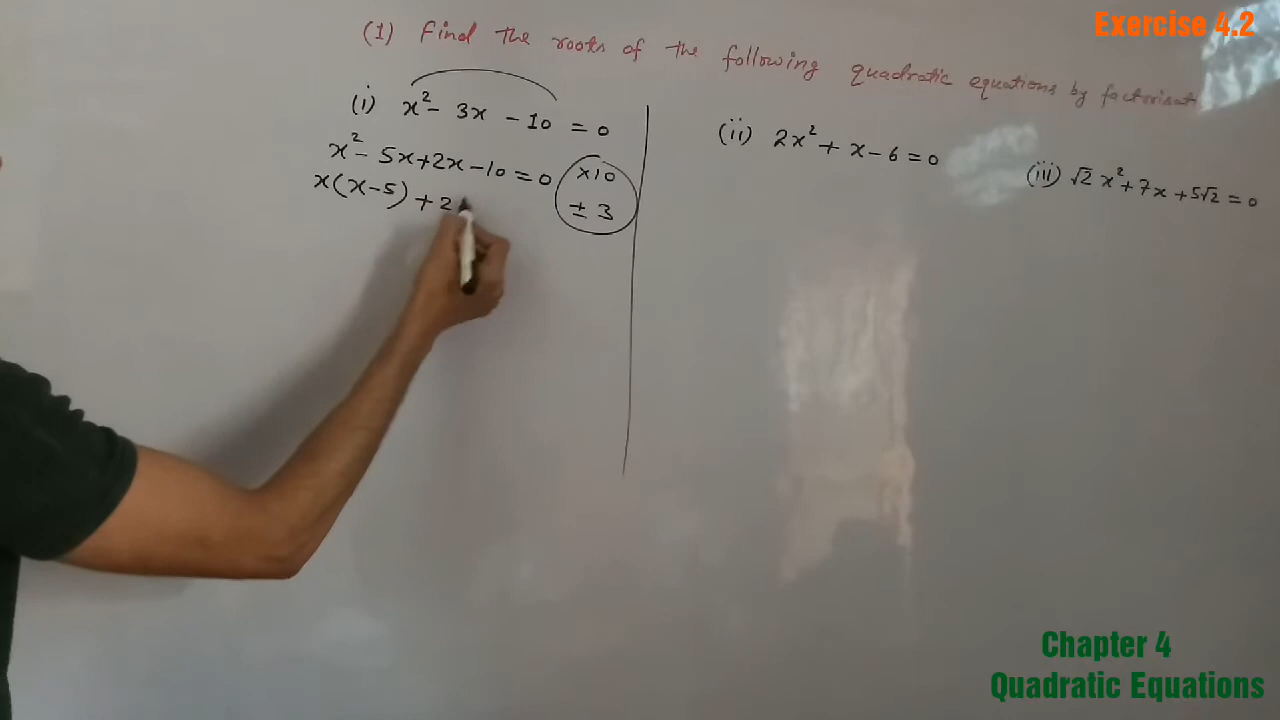 Exercise 4.2
(1) Find the roots of the following quadratic equations by
(i) x² - 3x - 10 = 0
x² - 5x + 2x - 10 = 0
x(x - 5) + 2
×10
± 3
(ii) 2x² + x - 6 = 0
(iii) √2 x² + 7x + 5√2 = 0
Chapter 4
Quadratic Equations